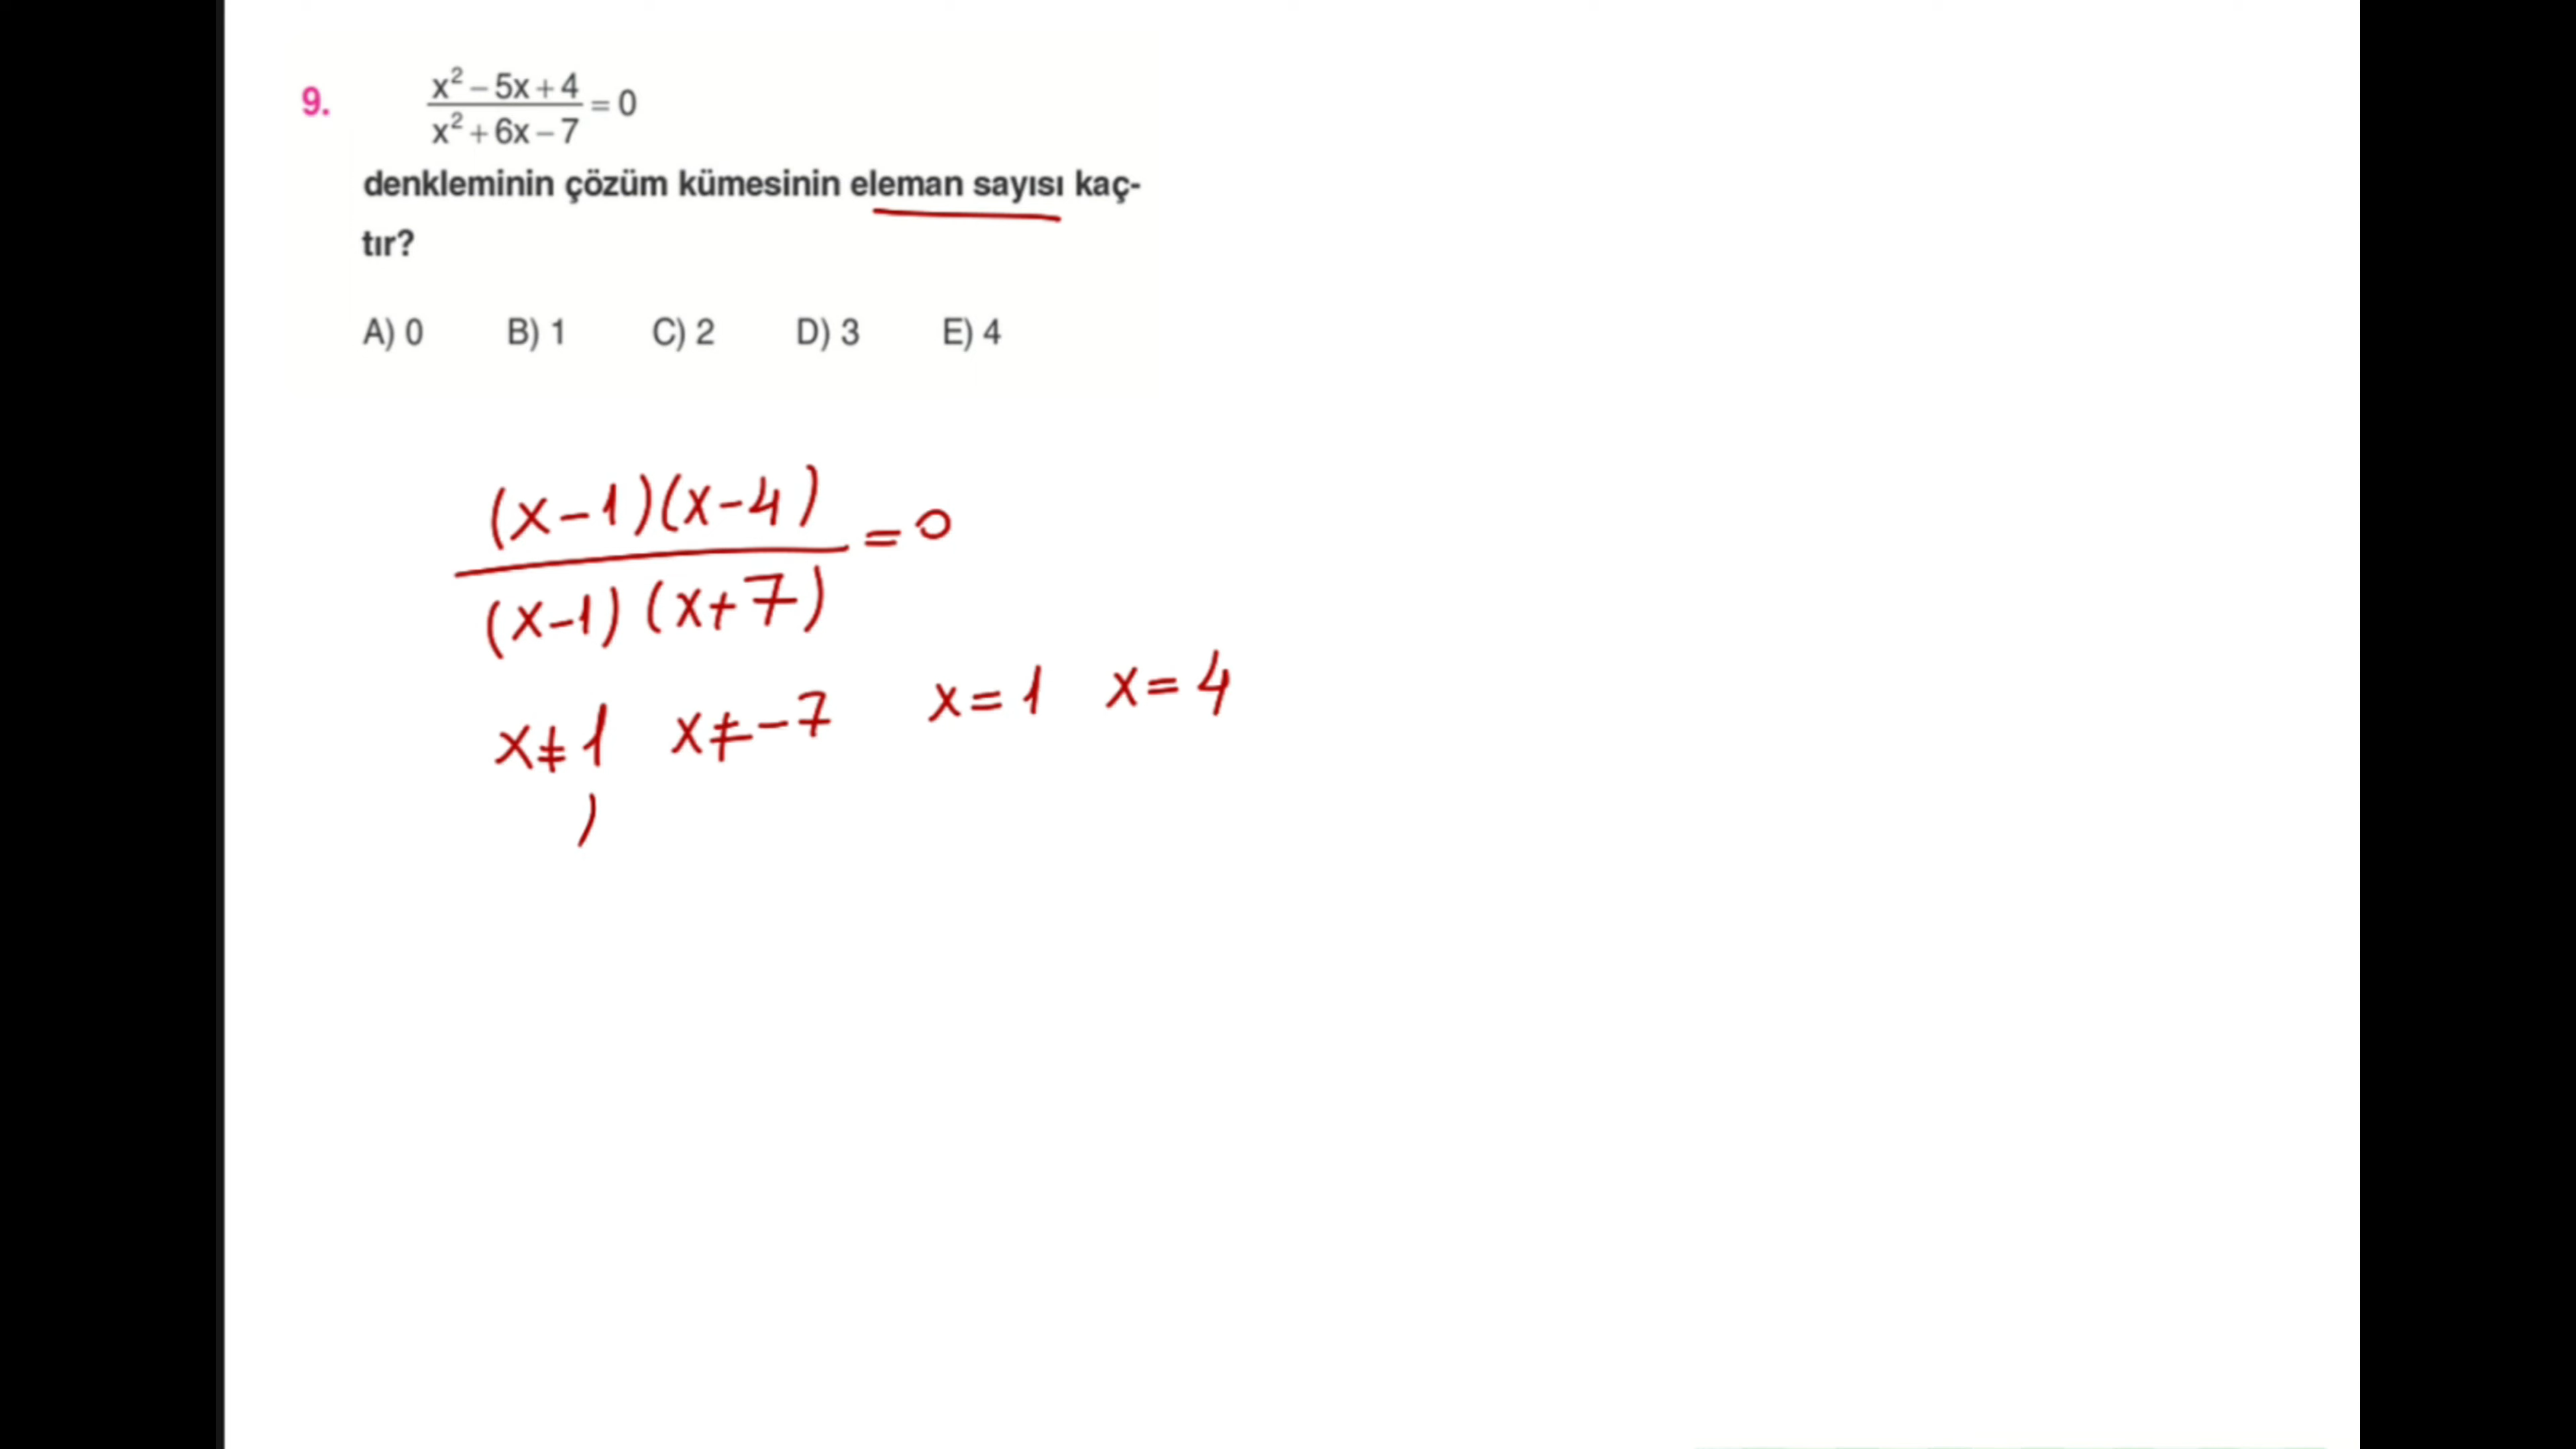 9. x² − 5x + 4
x² + 6x − 7 = 0
denkleminin çözüm kümesinin eleman sayısı kaç-
tır?
A) 0 B) 1 C) 2 D) 3 E) 4
(x−1)(x−4)
(x−1)(x+7) = 0
x≠1 x≠−7 x=1 x=4
)